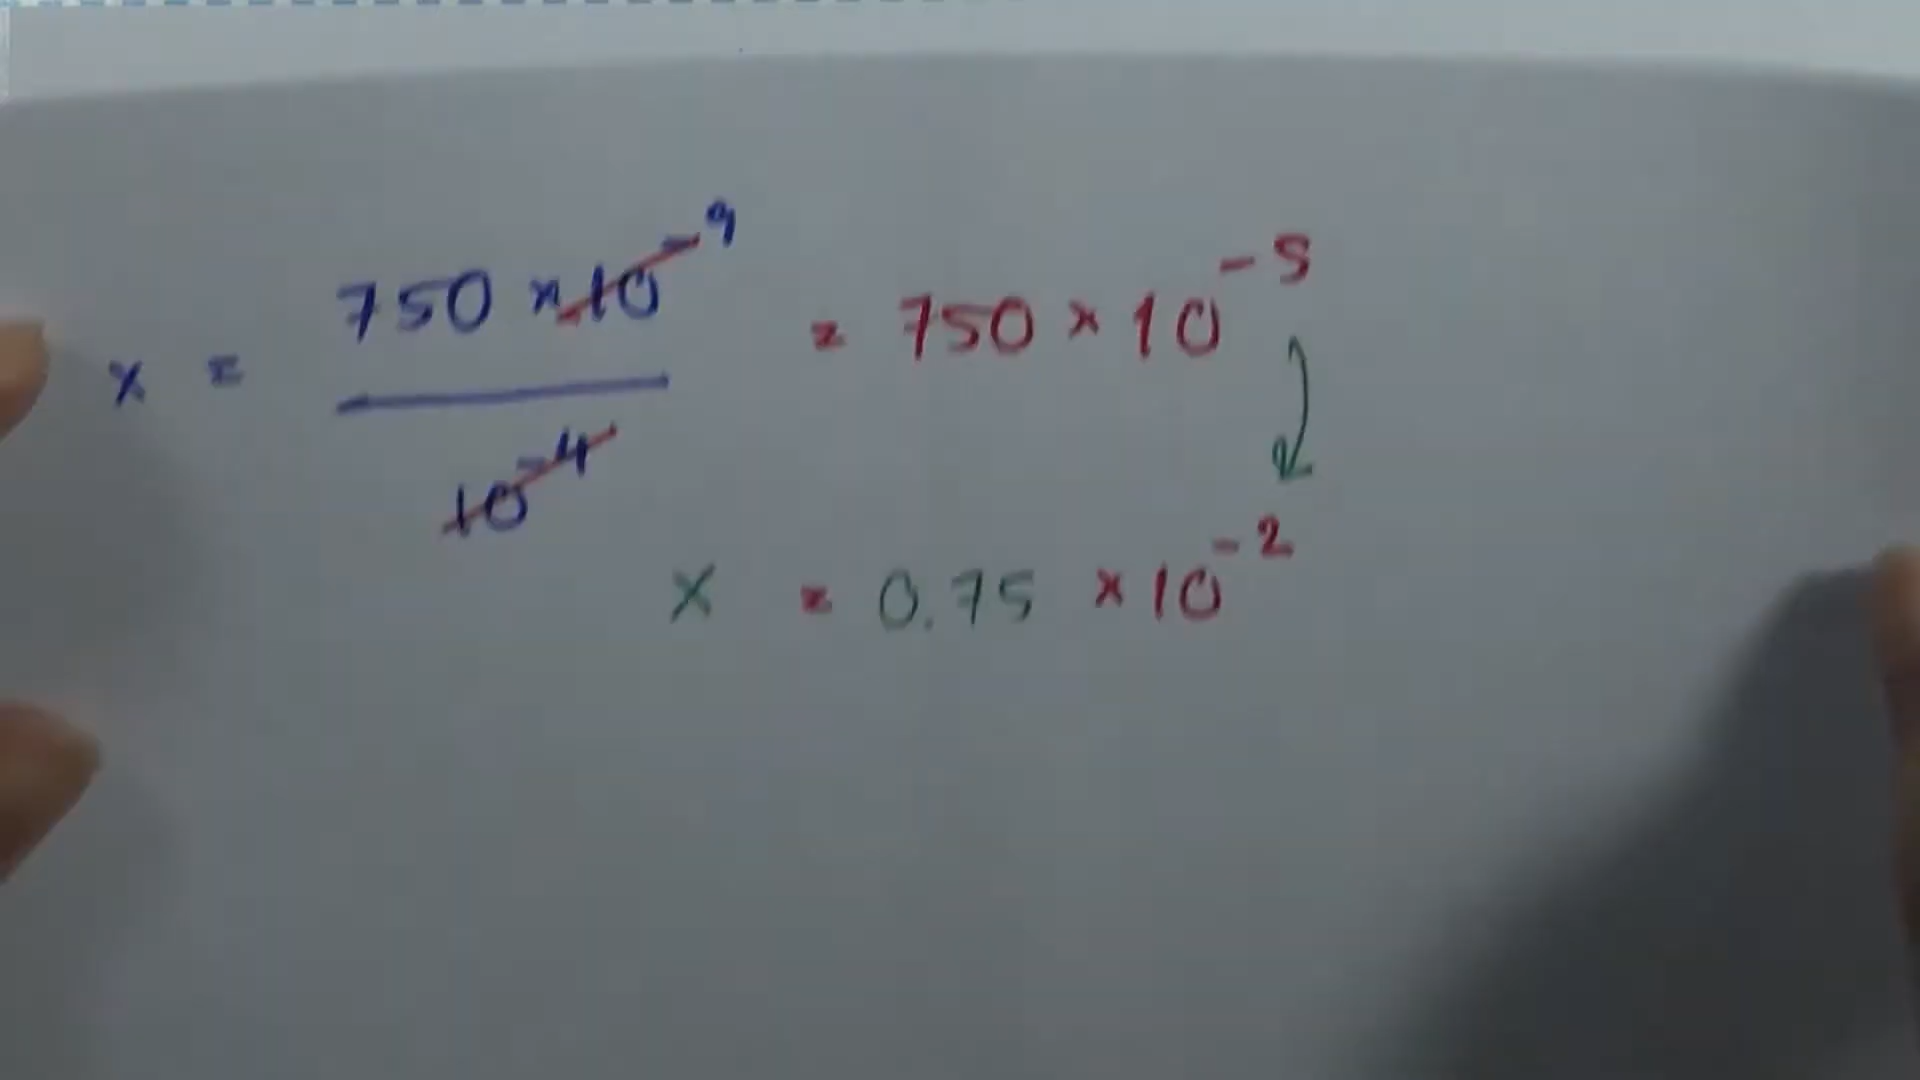 x = 750 × 10^-9 / 10^-4 = 750 × 10^-5
x = 0.75 × 10^-2